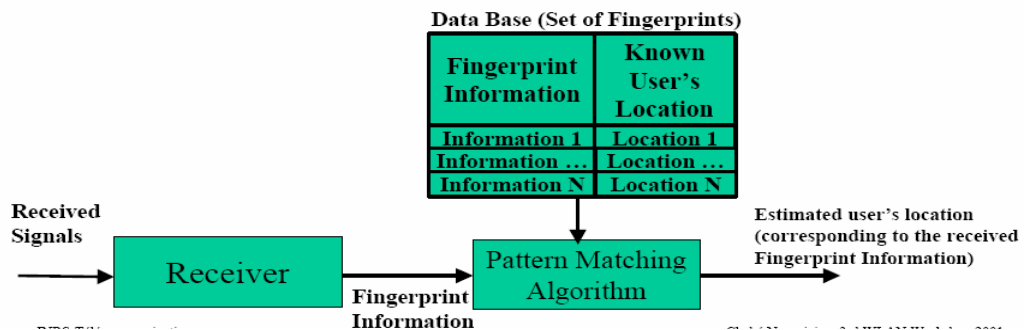 Data Base (Set of Fingerprints)
Fingerprint
Information
Known
User's
Location
Information 1
Location 1
Information ...
Location ...
Information N
Location N
Received
Signals
Receiver
Fingerprint
Information
Pattern Matching
Algorithm
Estimated user's location
(corresponding to the received
Fingerprint Information)